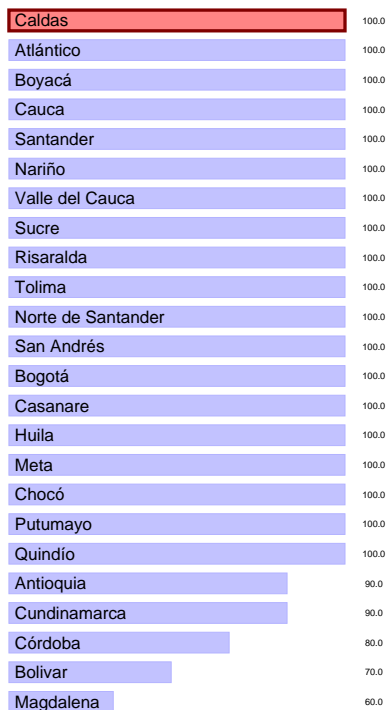 Caldas 100.0
Atlántico 100.0
Boyacá 100.0
Cauca 100.0
Santander 100.0
Nariño 100.0
Valle del Cauca 100.0
Sucre 100.0
Risaralda 100.0
Tolima 100.0
Norte de Santander 100.0
San Andrés 100.0
Bogotá 100.0
Casanare 100.0
Huila 100.0
Meta 100.0
Chocó 100.0
Putumayo 100.0
Quindío 100.0
Antioquia 90.0
Cundinamarca 90.0
Córdoba 80.0
Bolivar 70.0
Magdalena 60.0